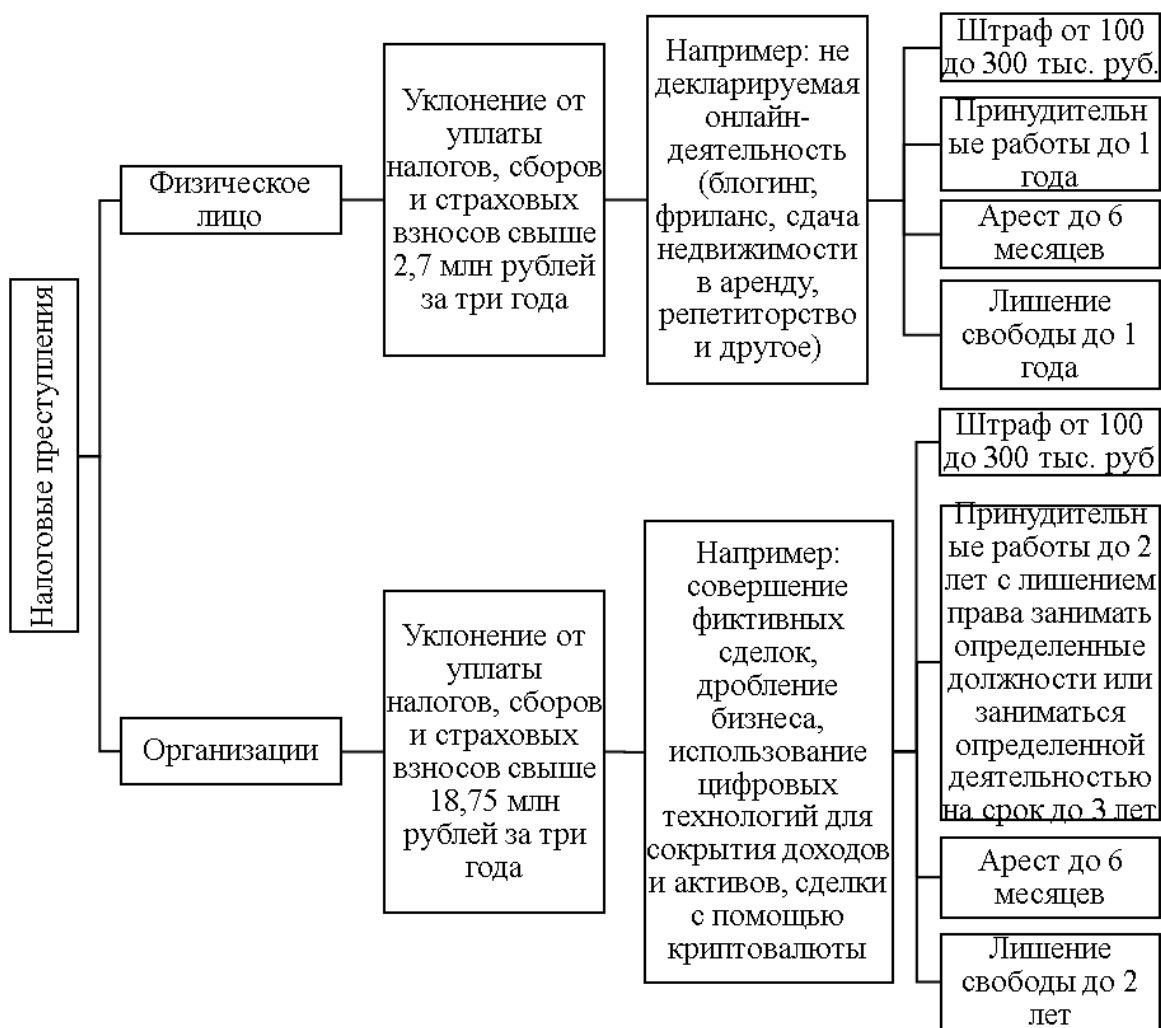 Налоговые преступления
Физическое
лицо
Уклонение от
уплаты
налогов, сборов
и страховых
взносов свыше
2,7 млн рублей
за три года
Например: не
декларируемая
онлайн-
деятельность
(блогинг,
фриланс, сдача
недвижимости
в аренду,
репетиторство
и другое)
Штраф от 100
до 300 тыс. руб.
Принудительн
ые работы до 1
года
Арест до 6
месяцев
Лишение
свободы до 1
года
Организации
Уклонение от
уплаты
налогов, сборов
и страховых
взносов свыше
18,75 млн
рублей за три
года
Например:
совершение
фиктивных
сделок,
дробление
бизнеса,
использование
цифровых
технологий для
сокрытия доходов
и активов, сделки
с помощью
криптовалюты
Штраф от 100
до 300 тыс. руб
Принудительн
ые работы до 2
лет с лишением
права занимать
определенные
должности или
заниматься
определенной
деятельностью
на срок до 3 лет
Арест до 6
месяцев
Лишение
свободы до 2
лет